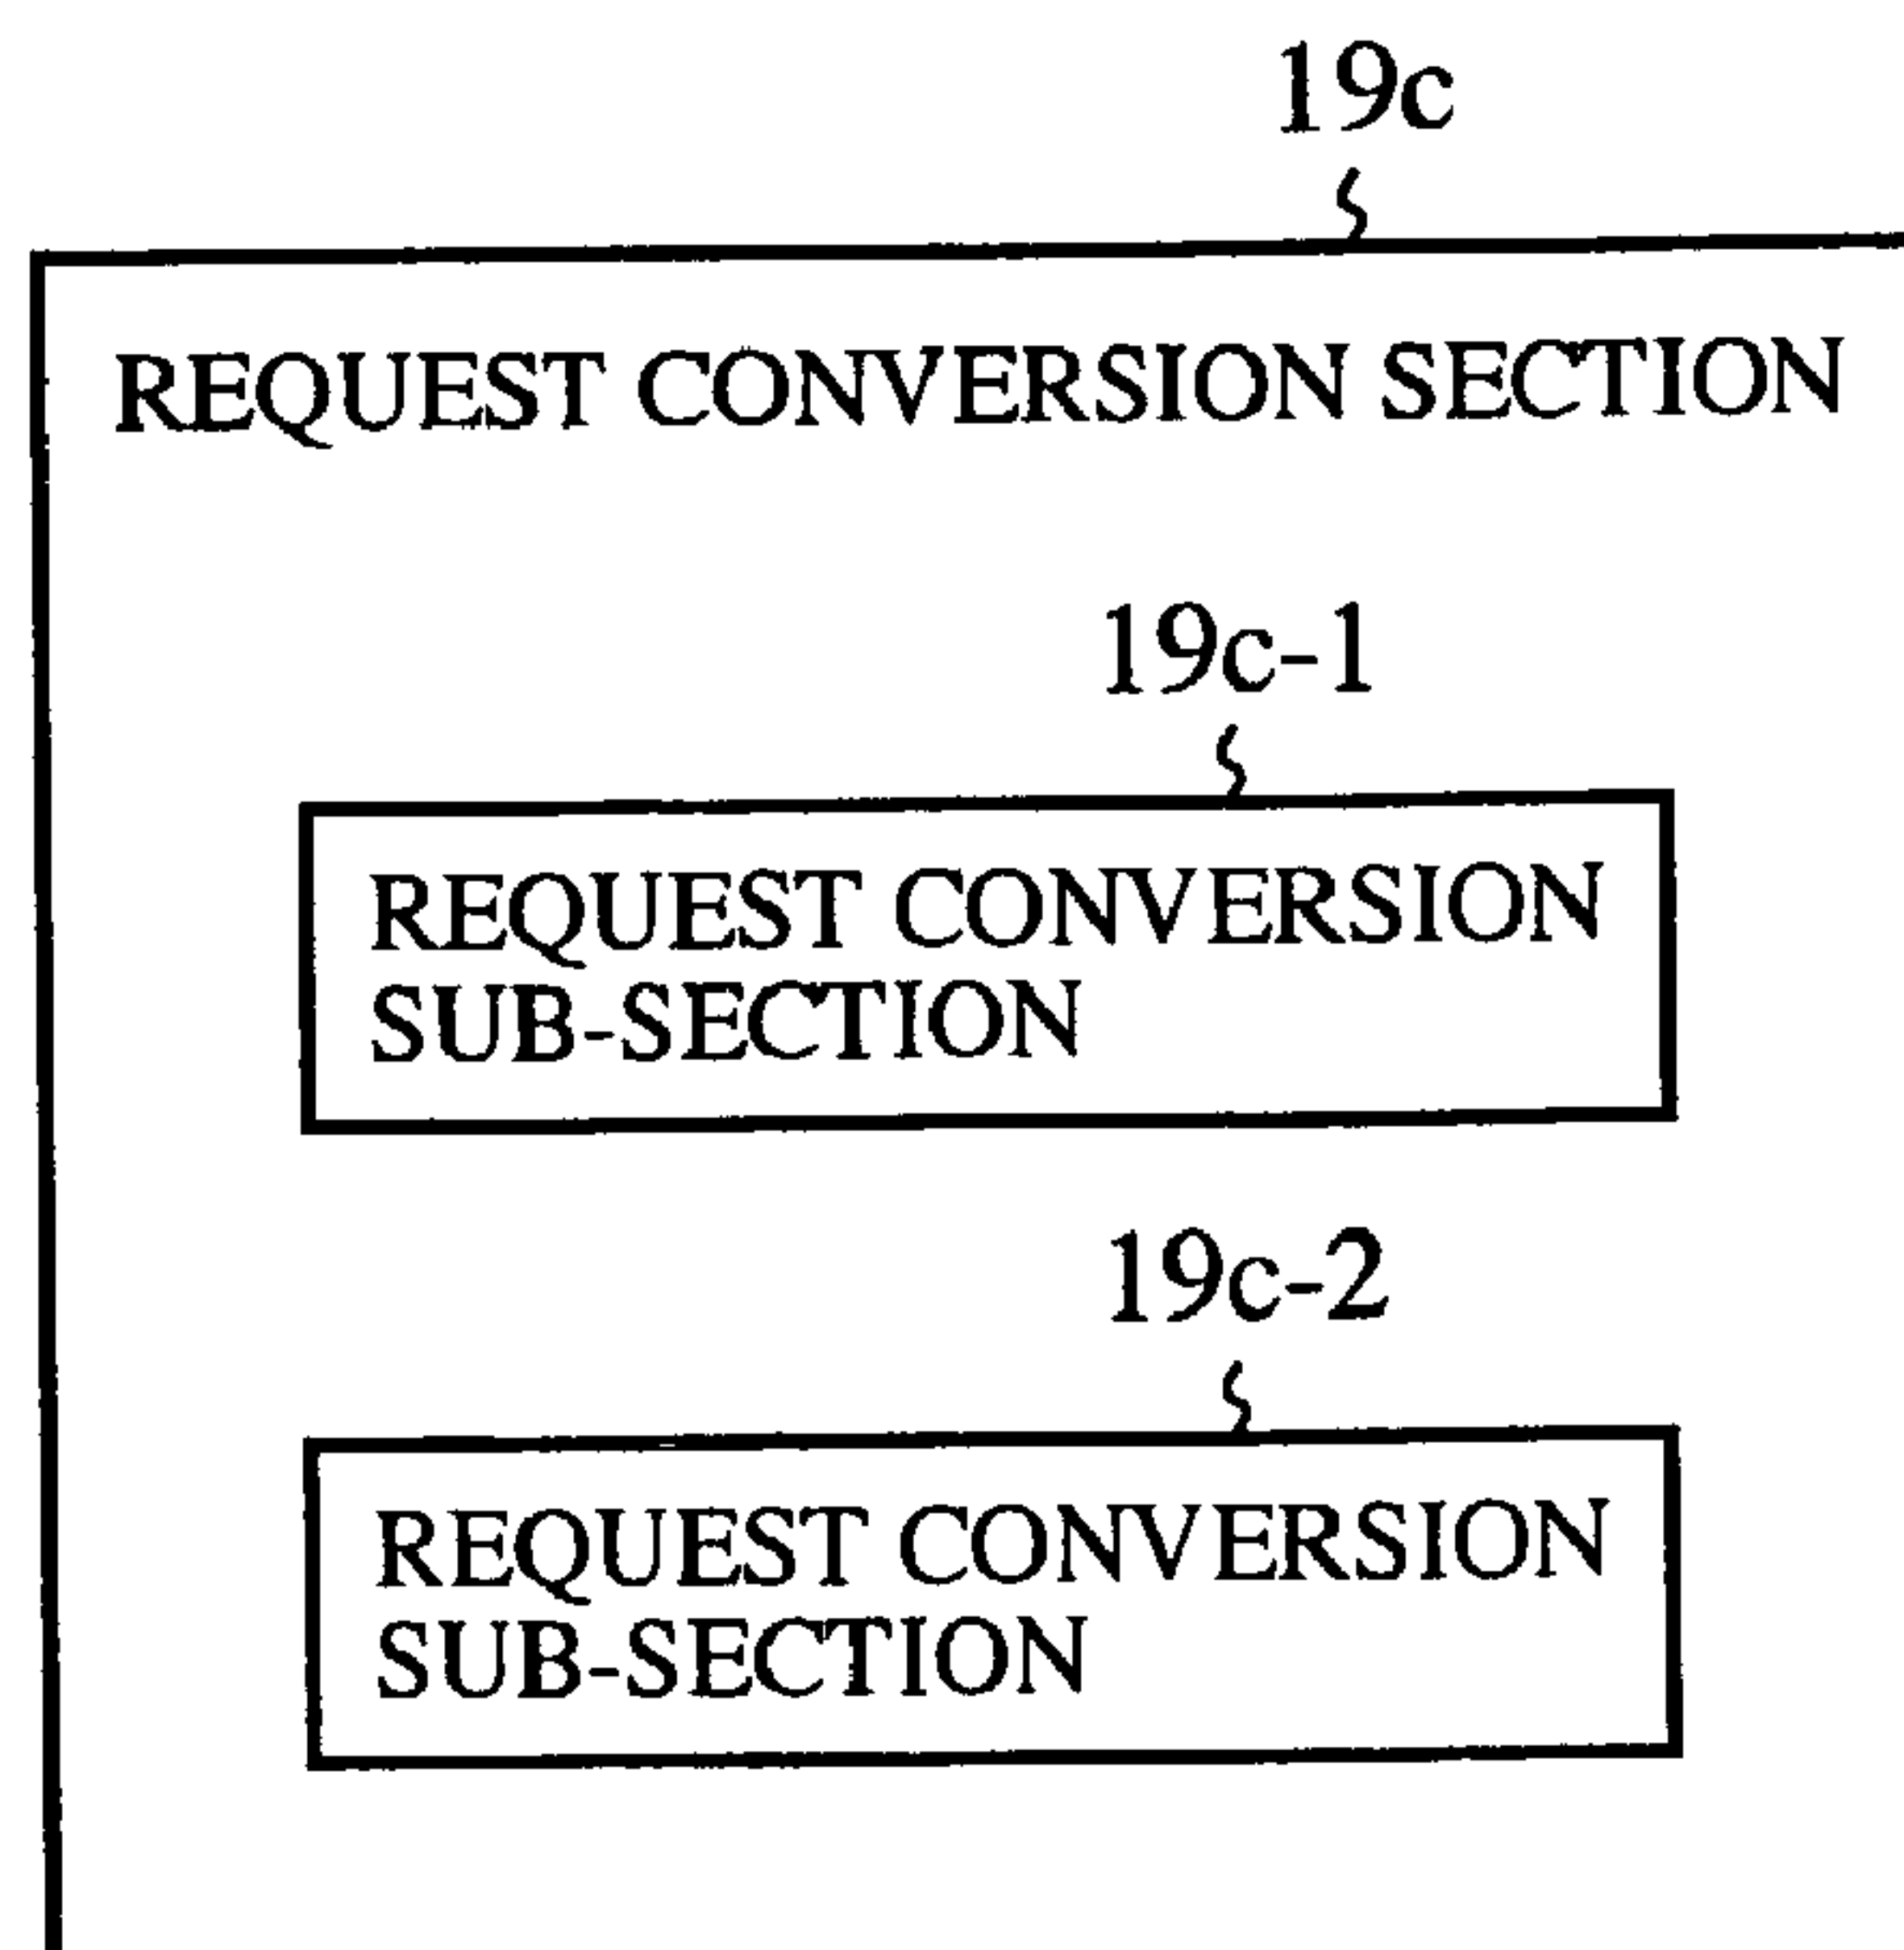 19c
REQUEST CONVERSION SECTION
19c-1
REQUEST CONVERSION
SUB-SECTION
19c-2
REQUEST CONVERSION
SUB-SECTION